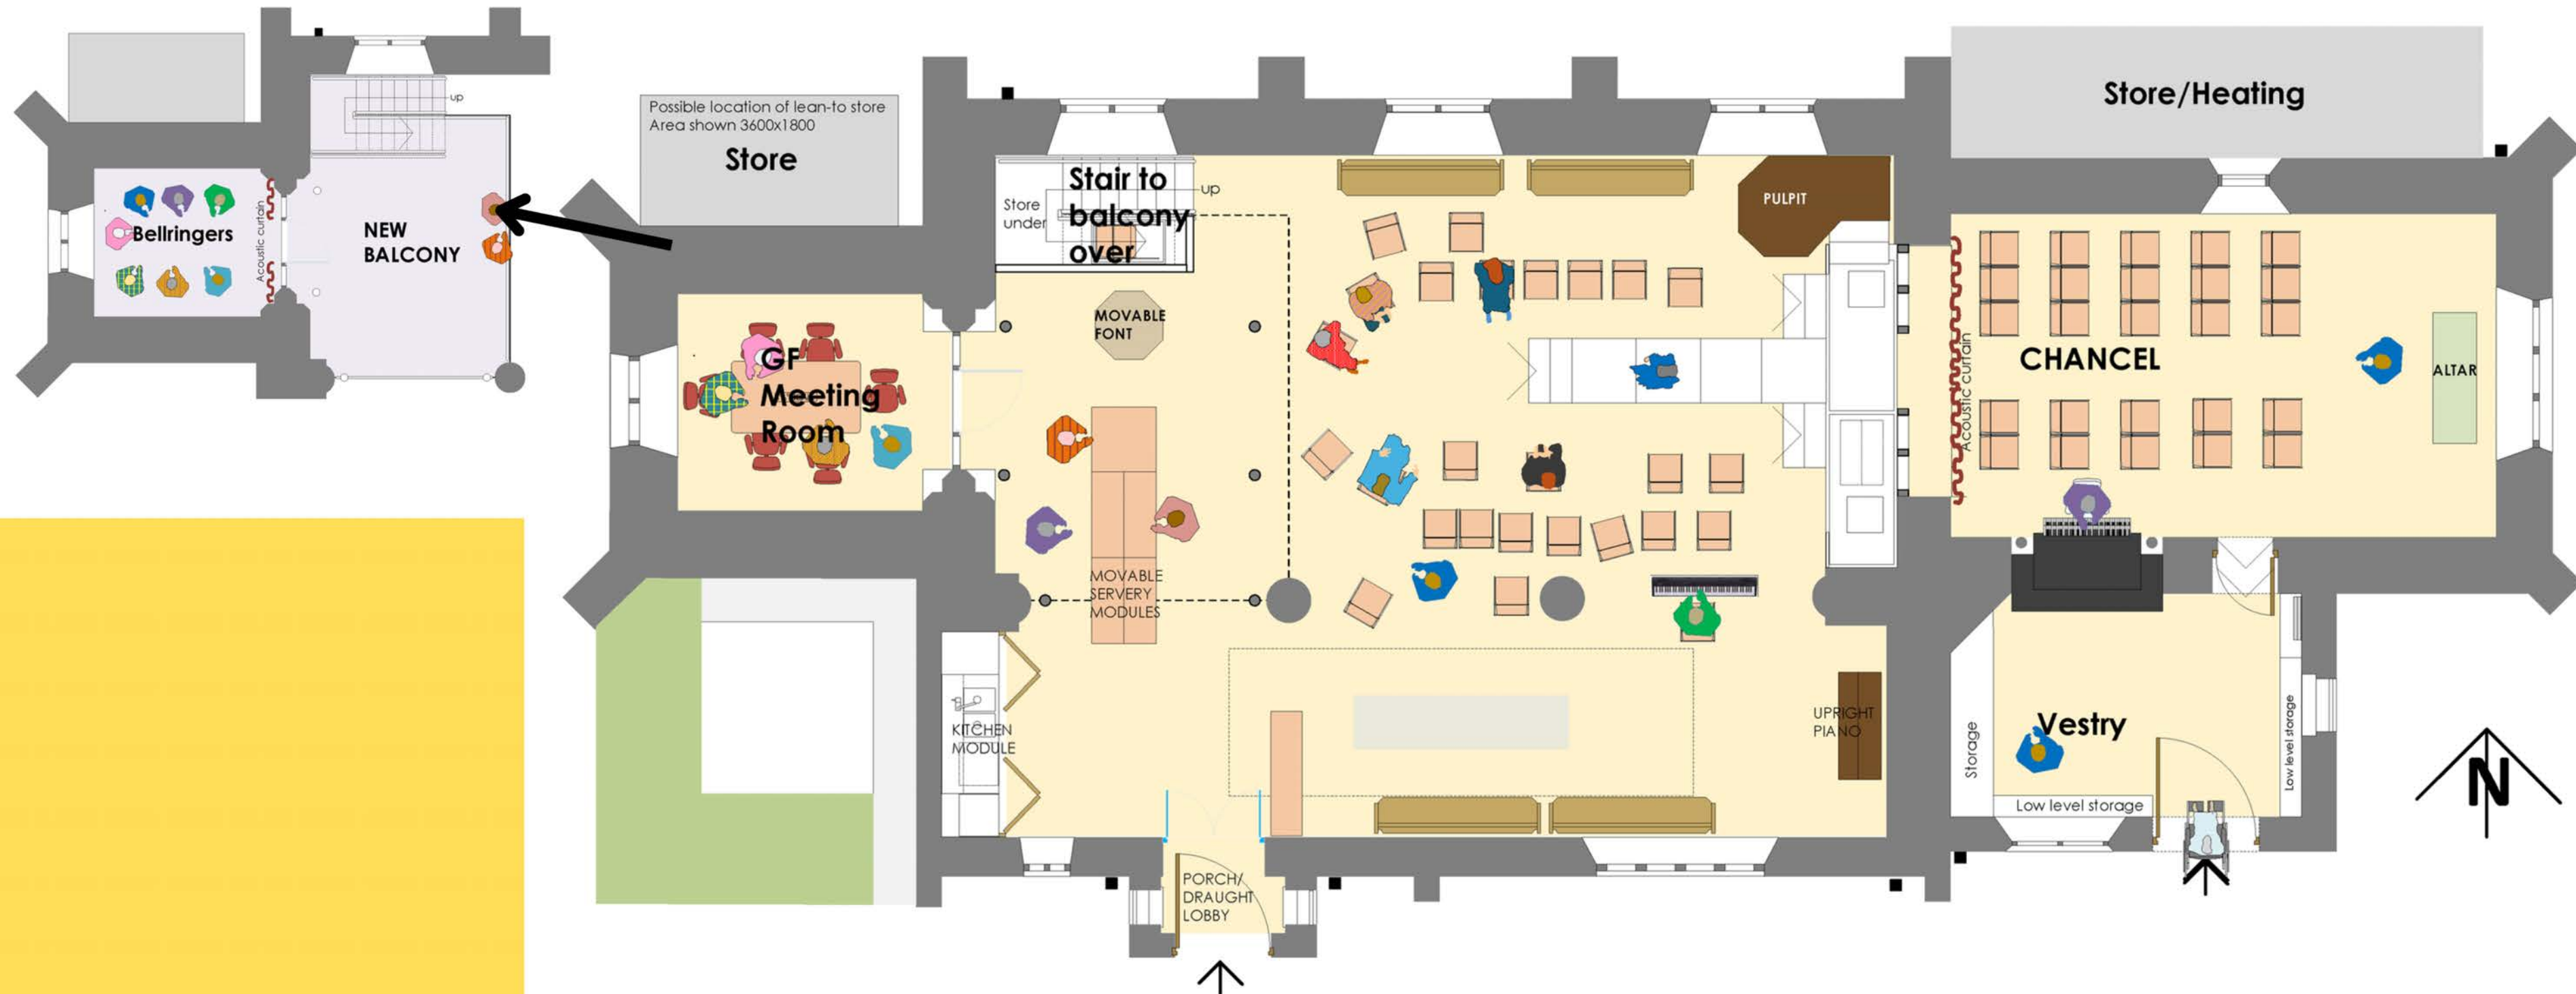 up
Bellringers
Acoustic curtain
NEW
BALCONY
Possible location of lean-to store
Area shown 3600x1800
Store
Stair to
balcony
over
Store
under
up
MOVABLE
FONT
GF
Meeting
Room
MOVABLE
SERVERY
MODULES
KITCHEN
MODULE
PORCH/
DRAUGHT
LOBBY
PULPIT
UPRIGHT
PIANO
Store/Heating
Acoustic curtain
CHANCEL
ALTAR
Storage
Vestry
Low level storage
Low level storage
N